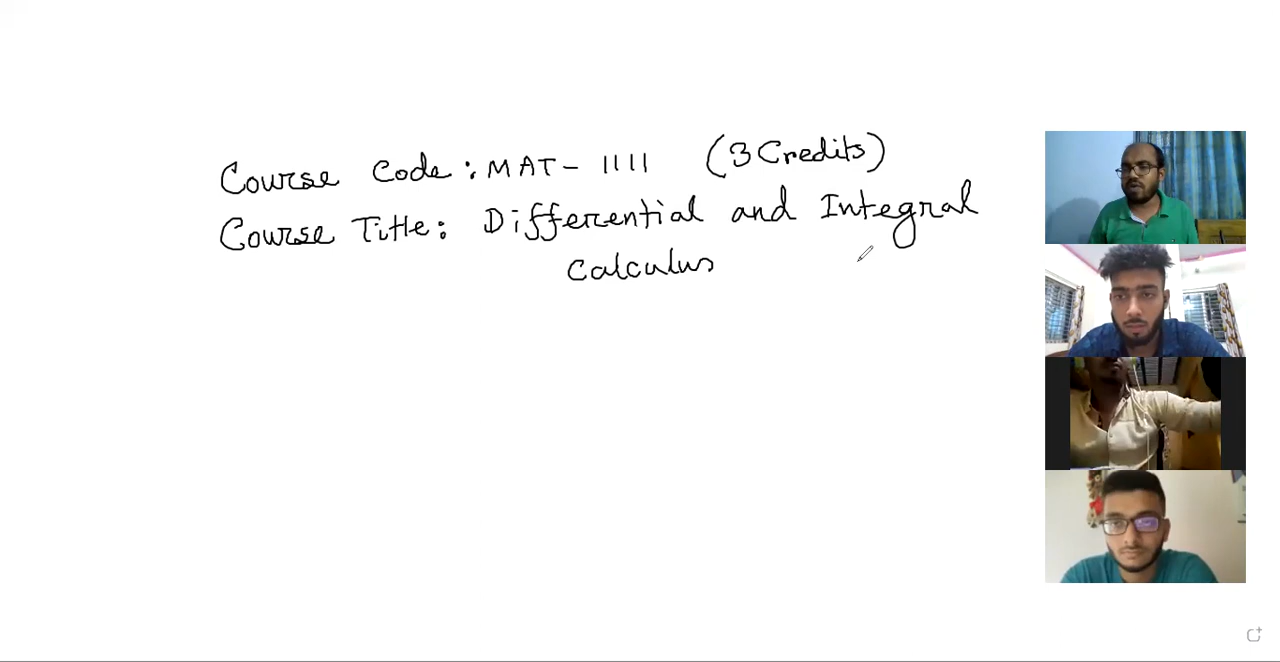 Course Code: MAT- 1111 (3 Credits)
Course Title: Differential and Integral
Calculus